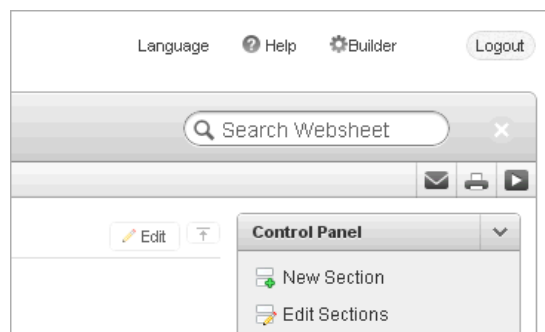 Language Help Builder Logout
Search Websheet
Edit Control Panel
New Section
Edit Sections